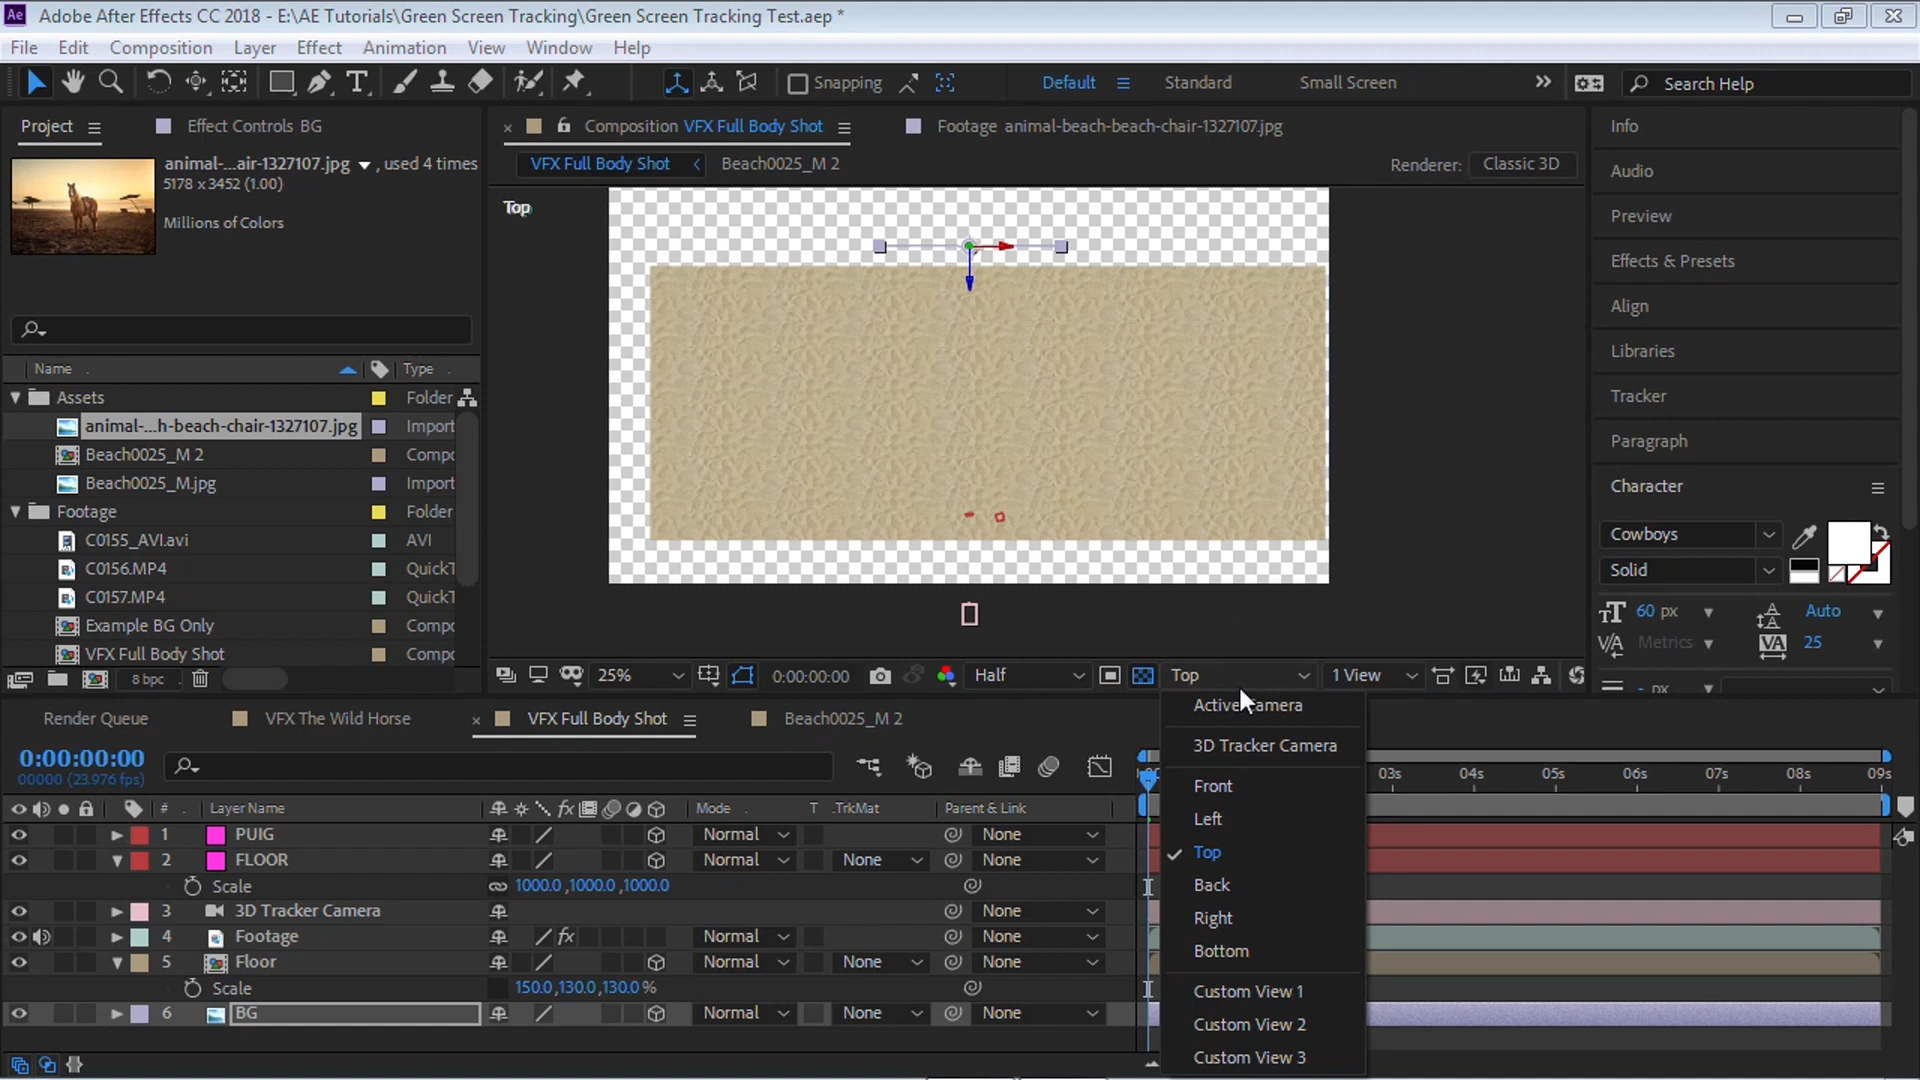 Ae Adobe After Effects CC 2018 - E:\AE Tutorials\Green Screen Tracking\Green Screen Tracking Test.aep *
File Edit Composition Layer Effect Animation View Window Help
Snapping Default Standard Small Screen Search Help
Project Effect Controls BG
animal-...air-1327107.jpg , used 4 times
5178 x 3452 (1.00)
Millions of Colors
Name Type
Assets Folder
animal-...h-beach-chair-1327107.jpg Import
Beach0025_M 2 Compo
Beach0025_M.jpg Import
Footage Folder
C0155_AVI.avi AVI
C0156.MP4 QuickT
C0157.MP4 QuickT
Example BG Only Compo
VFX Full Body Shot Compo
8 bpc
Composition VFX Full Body Shot Footage animal-beach-beach-chair-1327107.jpg
VFX Full Body Shot Beach0025_M 2 Renderer: Classic 3D
Top
25% 0:00:00:00 Half Top 1 View
Info
Audio
Preview
Effects & Presets
Align
Libraries
Tracker
Paragraph
Character
Cowboys
Solid
60 px Auto
Metrics 25
- px
Render Queue VFX The Wild Horse VFX Full Body Shot Beach0025_M 2
0:00:00:00
00000 (23.976 fps)
# Layer Name Mode T .TrkMat Parent & Link
1 PUIG Normal None
2 FLOOR Normal None None
Scale 1000.0 ,1000.0 ,1000.0
3 3D Tracker Camera None
4 Footage Normal None
5 Floor Normal None None
Scale 150.0,130.0,130.0 %
6 BG Normal None None
03s 04s 05s 06s 07s 08s 09s
Active Camera
3D Tracker Camera
Front
Left
Top
Back
Right
Bottom
Custom View 1
Custom View 2
Custom View 3